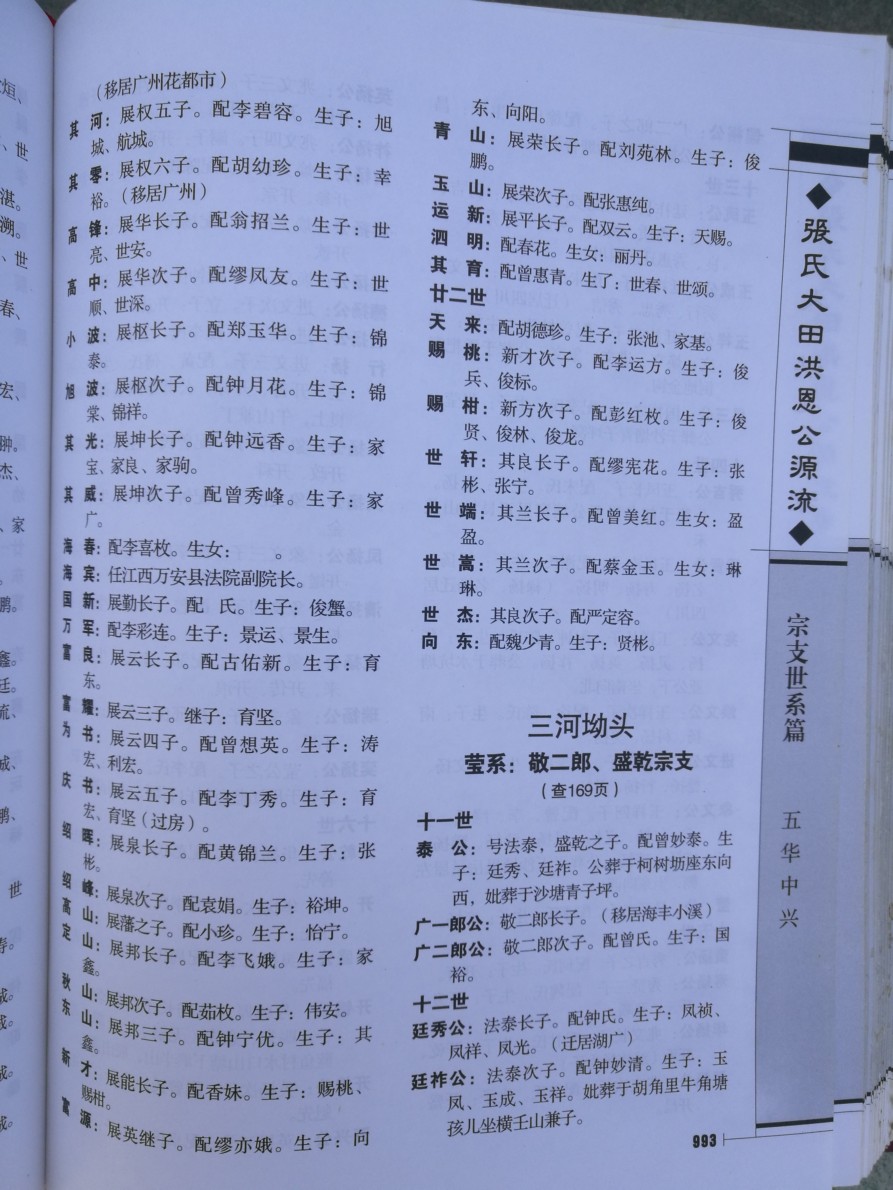 (移居广州花都市)
其河：展权五子。配李碧容。生子：旭
城、航城。
其零：展权六子。配胡幼珍。生子：幸
裕。(移居广州)
高锋：展华长子。配翁招兰。生子：世
亮、世安。
高中：展华次子。配缪凤友。生子：世
顺、世深。
小波：展枢长子。配郑玉华。生子：锦
泰。
旭波：展枢次子。配钟月花。生子：锦
棠、锦祥。
其光：展坤长子。配钟远香。生子：家
宝、家良、家驹。
其威：展坤次子。配曾秀峰。生子：家
广。
海春：配李喜枚。生女：　　。
海宾：任江西万安县法院副院长。
国新：展勤长子。配　氏。生子：俊蟹。
万军：配李彩连。生子：景运、景生。
富良：展云长子。配古佑新。生子：育
东。
富耀：展云三子。继子：育坚。
为书：展云四子。配曾想英。生子：涛
宏、利宏。
庆书：展云五子。配李丁秀。生子：育
宏、育坚(过房)。
绍晖：展泉长子。配黄锦兰。生子：张
彬。
绍峰：展泉次子。配袁娟。生子：裕坤。
高山：展藩之子。配小珍。生子：怡宁。
定山：展邦长子。配李飞娥。生子：家
鑫。
秋山：展邦次子。配茹枚。生子：伟安。
东山：展邦三子。配钟宁优。生子：其
鑫。
新才：展能长子。配香妹。生子：赐桃、
赐柑。
富源：展英继子。配缪亦娥。生子：向
东、向阳。
青山：展荣长子。配刘苑林。生子：俊
鹏。
玉山：展荣次子。配张惠纯。
运新：展平长子。配双云。生子：天赐。
泗明：配春花。生女：丽丹。
其育：配曾惠青。生了：世春、世颂。
廿二世
天来：配胡德珍。生子：张池、家基。
赐桃：新才次子。配李运方。生子：俊
兵、俊标。
赐柑：新方次子。配彭红枚。生子：俊
贤、俊林、俊龙。
世轩：其良长子。配缪宪花。生子：张
彬、张宁。
世端：其兰长子。配曾美红。生女：盈
盈。
世嵩：其兰次子。配蔡金玉。生女：琳
琳。
世杰：其良次子。配严定容。
向东：配魏少青。生子：贤彬。
三河坳头
莹系：敬二郎、盛乾宗支
(查169页)
十一世
泰公：号法泰，盛乾之子。配曾妙泰。生
子：廷秀、廷祚。公葬于柯树坜座东向
西，妣葬于沙塘青子坪。
广一郎公：敬二郎长子。(移居海丰小溪)
广二郎公：敬二郎次子。配曾氏。生子：国
裕。
十二世
廷秀公：法泰长子。配钟氏。生子：凤祯、
凤祥、凤光。(迁居湖广)
廷祚公：法泰次子。配钟妙清。生子：玉
凤、玉成、玉祥。妣葬于胡角里牛角塘
孩儿坐横壬山兼子。
993
◆张氏大田洪恩公源流◆
宗支世系篇
五华中兴